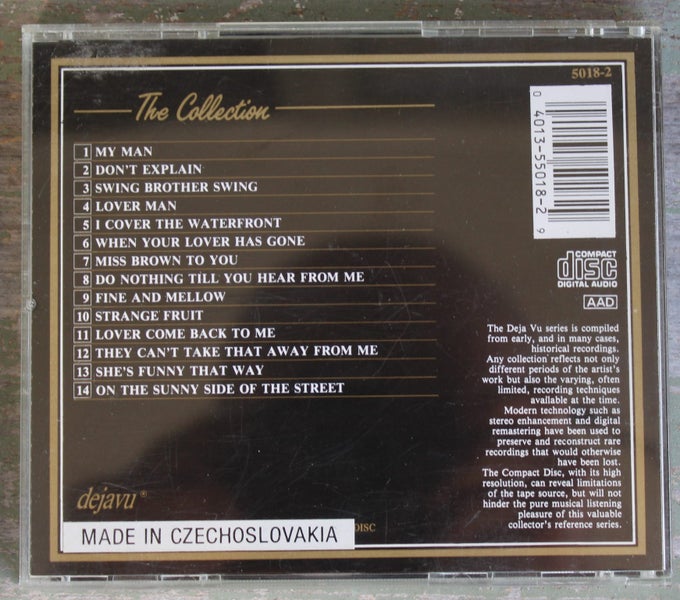 5018-2
The Collection
1 MY MAN
2 DON'T EXPLAIN
3 SWING BROTHER SWING
4 LOVER MAN
5 I COVER THE WATERFRONT
6 WHEN YOUR LOVER HAS GONE
7 MISS BROWN TO YOU
8 DO NOTHING TILL YOU HEAR FROM ME
9 FINE AND MELLOW
10 STRANGE FRUIT
11 LOVER COME BACK TO ME
12 THEY CAN'T TAKE THAT AWAY FROM ME
13 SHE'S FUNNY THAT WAY
14 ON THE SUNNY SIDE OF THE STREET
0 4013-55018-2 9
COMPACT
disc
DIGITAL AUDIO
AAD
The Deja Vu series is compiled
from early, and in many cases,
historical recordings.
Any collection reflects not only
different periods of the artist's
work but also the varying, often
limited, recording techniques
available at the time.
Modern technology such as
stereo enhancement and digital
remastering have been used to
preserve and reconstruct rare
recordings that would otherwise
have been lost.
The Compact Disc, with its high
resolution, can reveal limitations
of the tape source, but will not
hinder the pure musical listening
pleasure of this valuable
collector's reference series.
dejavu®
MADE IN CZECHOSLOVAKIA
DISC